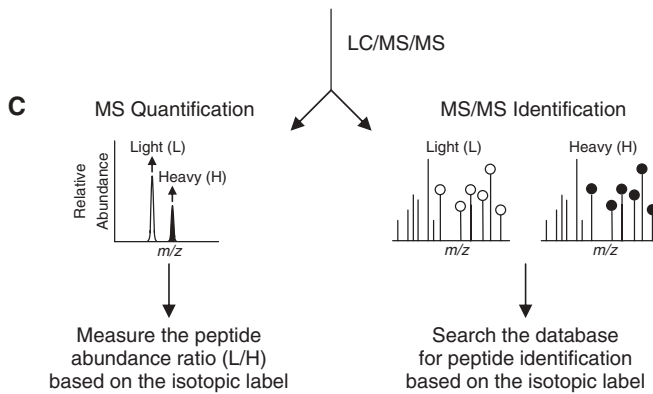 LC/MS/MS
C
MS Quantification
MS/MS Identification
Light (L)
Heavy (H)
Relative
Abundance
m/z
Light (L)
m/z
Heavy (H)
m/z
Measure the peptide
abundance ratio (L/H)
based on the isotopic label
Search the database
for peptide identification
based on the isotopic label